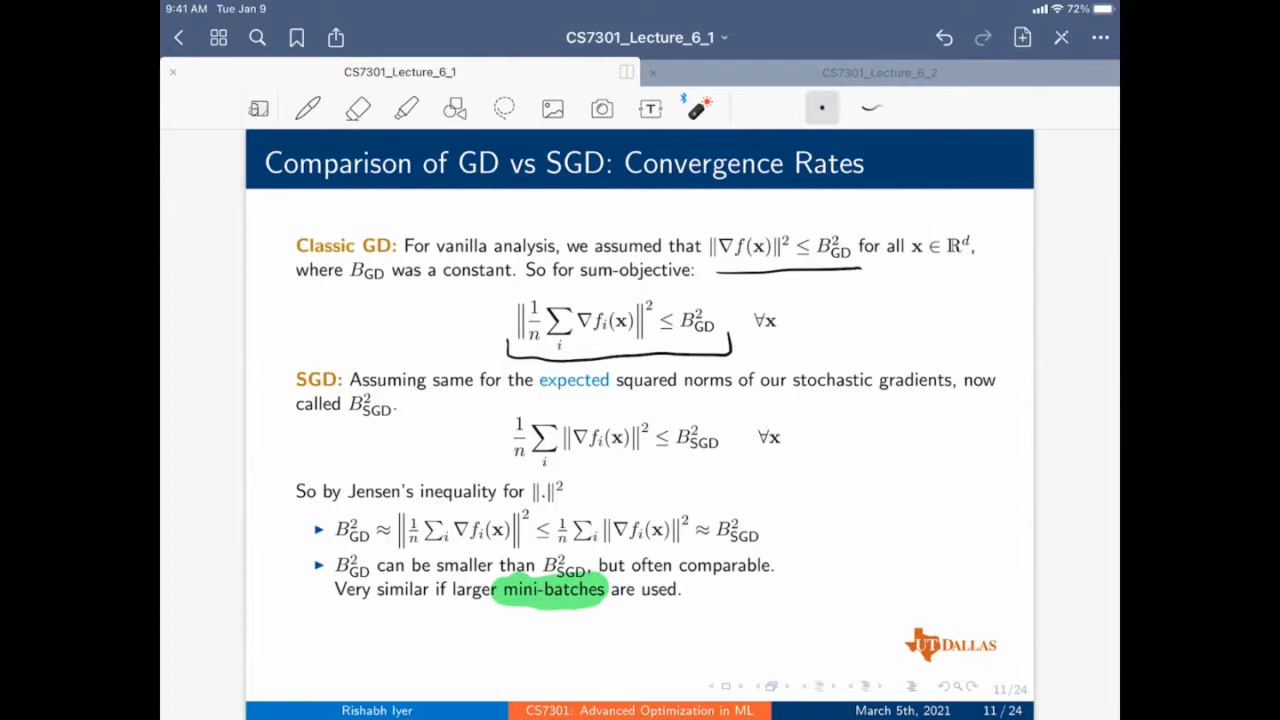 9:41 AM Tue Jan 9
72%
CS7301_Lecture_6_1
CS7301_Lecture_6_1
CS7301_Lecture_6_2
T
Comparison of GD vs SGD: Convergence Rates
Classic GD: For vanilla analysis, we assumed that ‖∇f(x)‖² ≤ B²_GD for all x ∈ ℝᵈ,
where B_GD was a constant. So for sum-objective:
‖1/n ∑_i ∇f_i(x)‖² ≤ B²_GD ∀x
SGD: Assuming same for the expected squared norms of our stochastic gradients, now
called B²_SGD.
1/n ∑_i ‖∇f_i(x)‖² ≤ B²_SGD ∀x
So by Jensen's inequality for ‖.‖²
▶ B²_GD ≈ ‖1/n ∑_i ∇f_i(x)‖² ≤ 1/n ∑_i ‖∇f_i(x)‖² ≈ B²_SGD
▶ B²_GD can be smaller than B²_SGD, but often comparable.
Very similar if larger mini-batches are used.
UT DALLAS
11/24
Rishabh Iyer CS7301: Advanced Optimization in ML March 5th, 2021 11 / 24